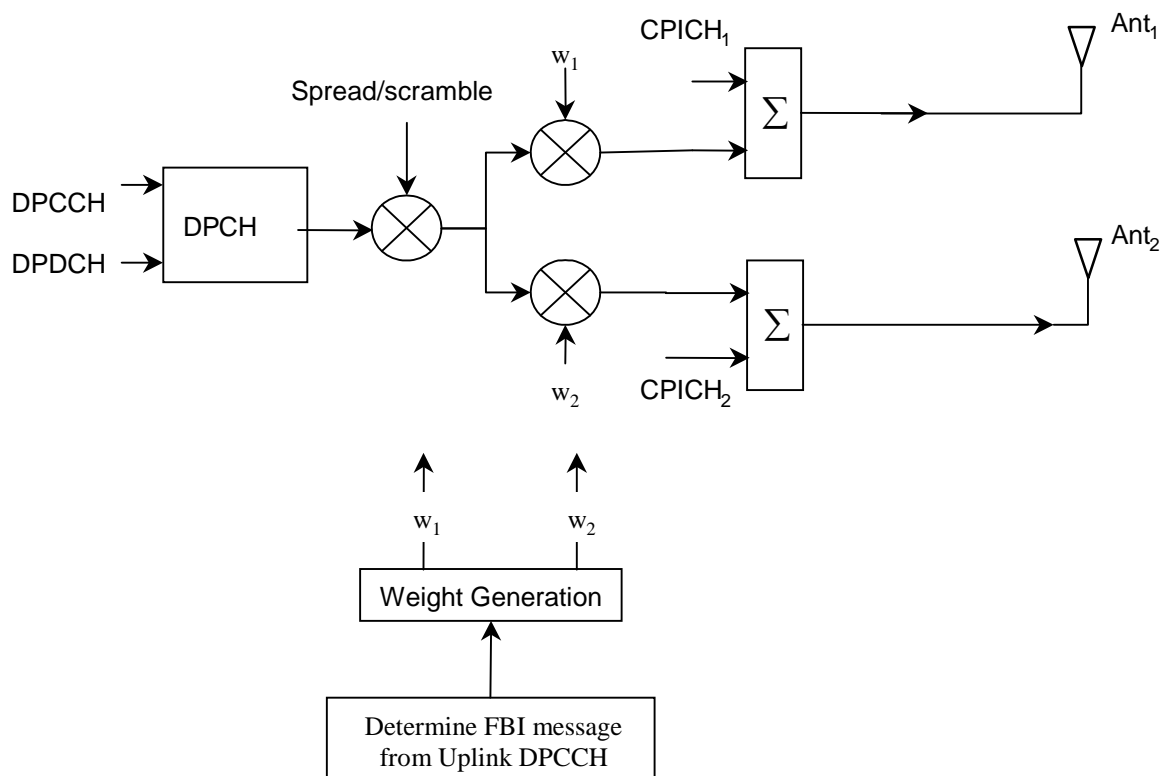 CPICH₁
Ant₁
w₁
Spread/scramble
∑
DPCCH
DPCH
DPDCH
Ant₂
∑
w₂
CPICH₂
w₁
w₂
Weight Generation
Determine FBI message
from Uplink DPCCH